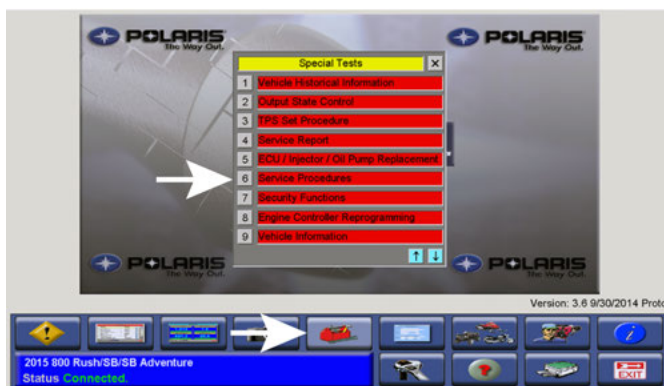 POLARIS
The Way Out.
POLARIS
The Way Out.
Special Tests
1 Vehicle Historical Information
2 Output State Control
3 TPS Set Procedure
4 Service Report
5 ECU / Injector / Oil Pump Replacement
6 Service Procedures
7 Security Functions
8 Engine Controller Reprogramming
9 Vehicle Information
POLARIS
The Way Out.
POLARIS
The Way Out.
Version: 3.6 9/30/2014 Proto
2015 800 Rush/SB/SB Adventure
Status Connected.
EXIT